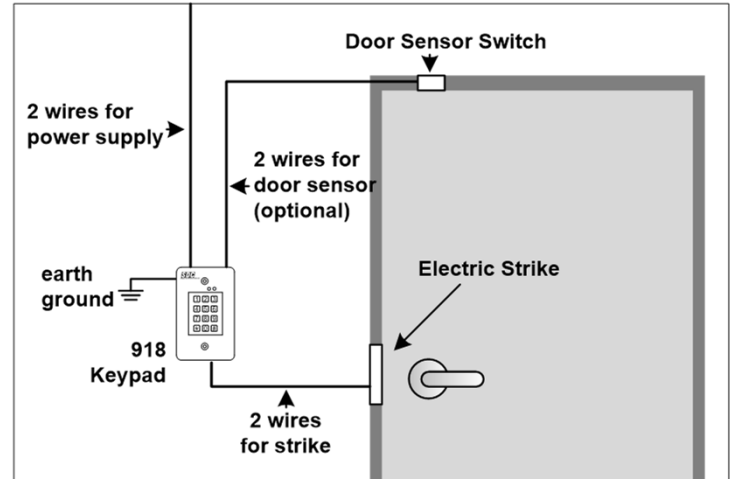 Door Sensor Switch
2 wires for
power supply
2 wires for
door sensor
(optional)
earth
ground
Electric Strike
918
Keypad
2 wires
for strike